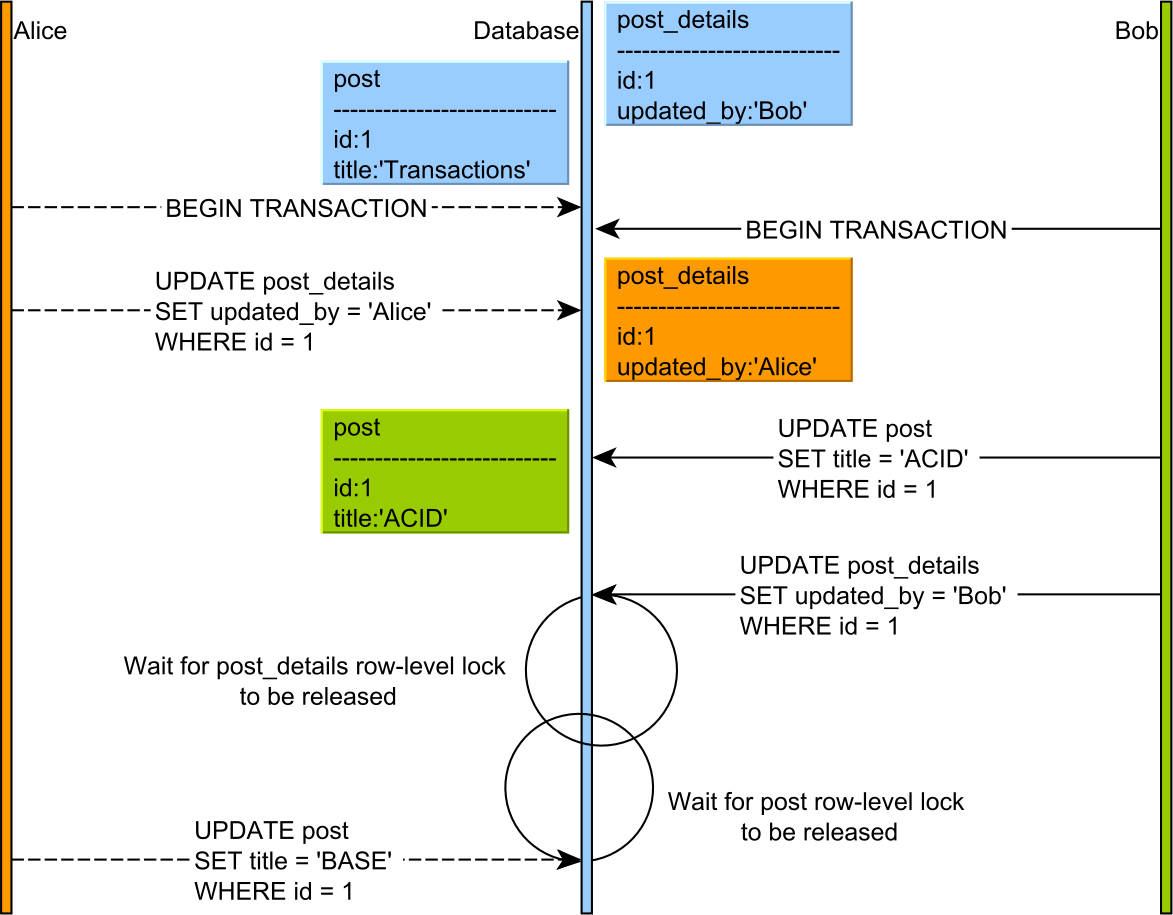 Alice
Database
post_details
---------------------------
id:1
updated_by:'Bob'
Bob
post
---------------------------
id:1
title:'Transactions'
BEGIN TRANSACTION
BEGIN TRANSACTION
UPDATE post_details
SET updated_by = 'Alice'
WHERE id = 1
post_details
---------------------------
id:1
updated_by:'Alice'
post
---------------------------
id:1
title:'ACID'
UPDATE post
SET title = 'ACID'
WHERE id = 1
UPDATE post_details
SET updated_by = 'Bob'
WHERE id = 1
Wait for post_details row-level lock
to be released
Wait for post row-level lock
to be released
UPDATE post
SET title = 'BASE'
WHERE id = 1